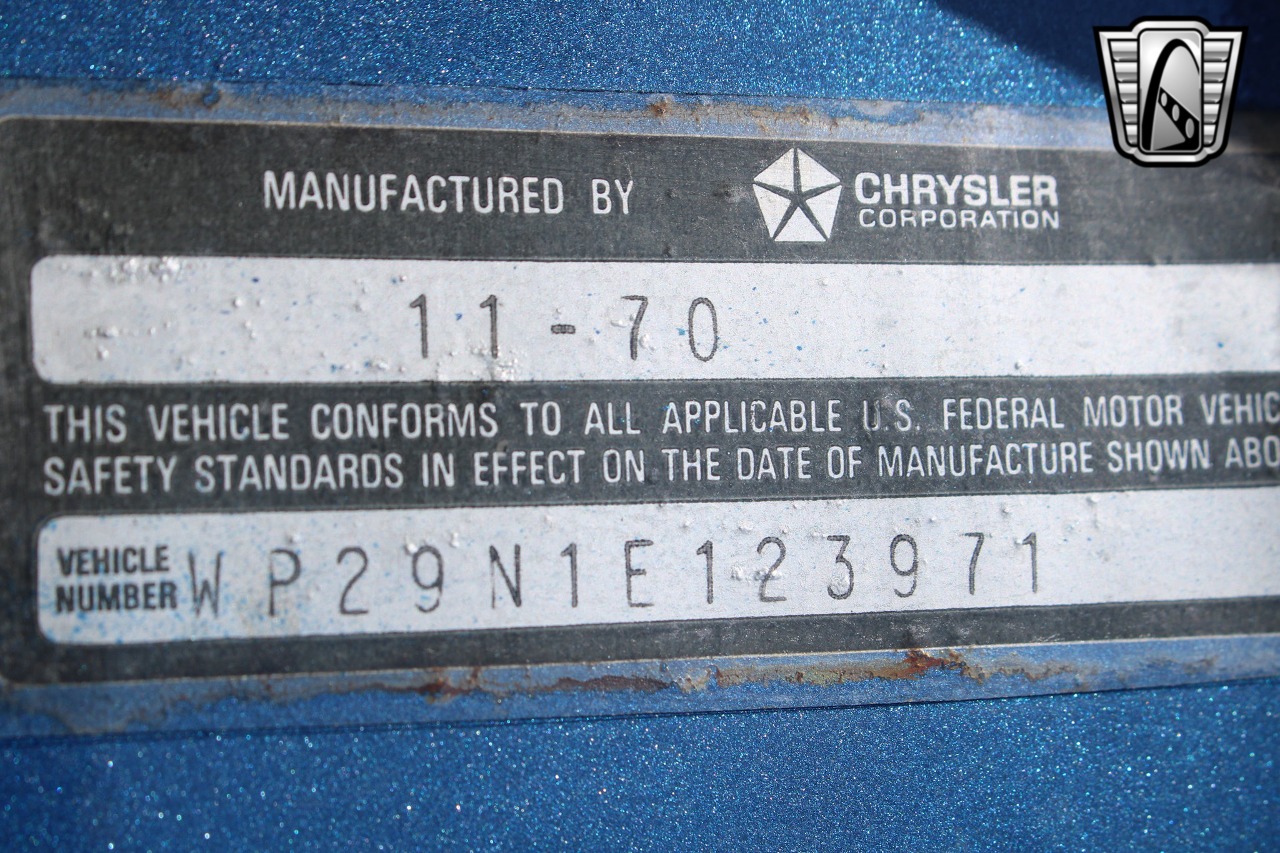 MANUFACTURED BY CHRYSLER
CORPORATION
11-70
THIS VEHICLE CONFORMS TO ALL APPLICABLE U.S. FEDERAL MOTOR VEHIC
SAFETY STANDARDS IN EFFECT ON THE DATE OF MANUFACTURE SHOWN ABO
VEHICLE
NUMBER WP29N1E123971